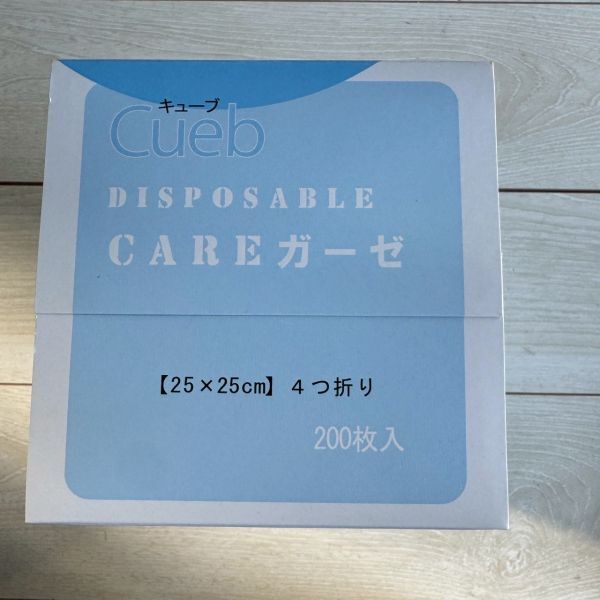 キューブ
Cueb
DISPOSABLE
CAREガーゼ
【25×25cm】４つ折り
200枚入